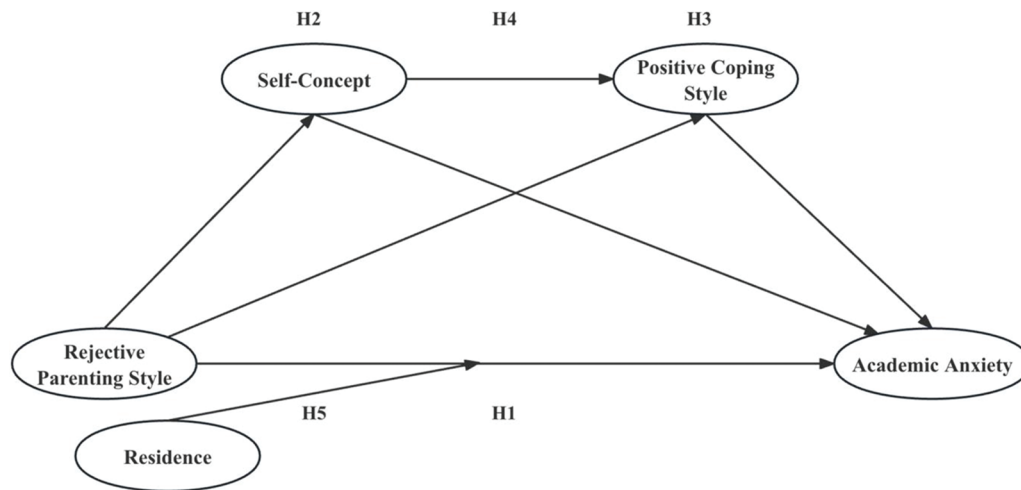 H2
H4
H3
Self-Concept
Positive Coping
Style
Rejective
Parenting Style
Academic Anxiety
H5
H1
Residence